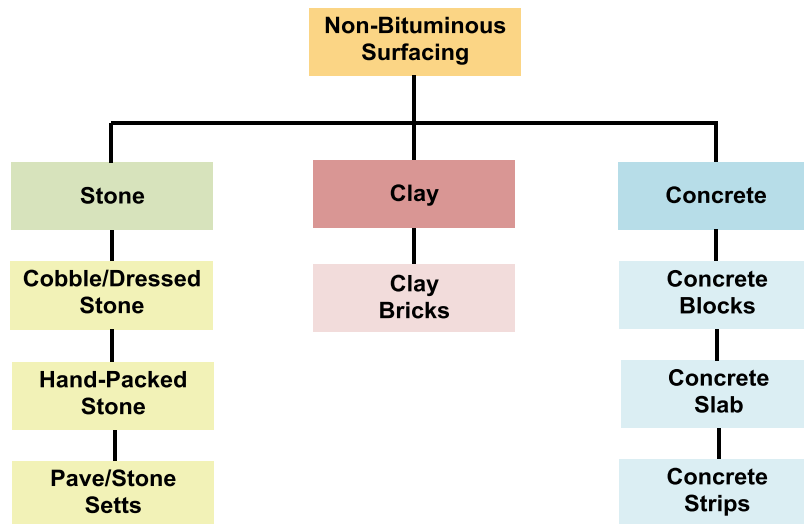 Non-Bituminous
Surfacing
Stone
Clay
Concrete
Cobble/Dressed
Stone
Clay
Bricks
Concrete
Blocks
Hand-Packed
Stone
Concrete
Slab
Pave/Stone
Setts
Concrete
Strips